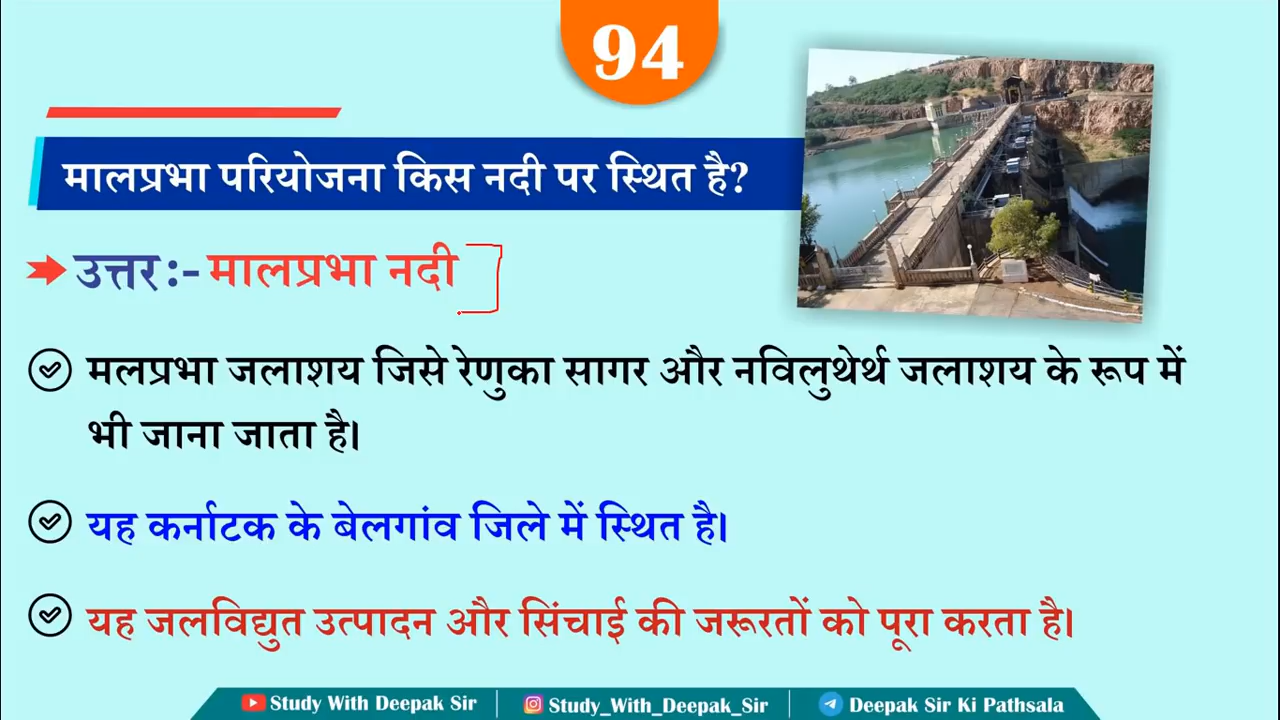 94
मालप्रभा परियोजना किस नदी पर स्थित है?
उत्तर:- मालप्रभा नदी
मलप्रभा जलाशय जिसे रेणुका सागर और नविलुथेर्थ जलाशय के रूप में
भी जाना जाता है।
यह कर्नाटक के बेलगांव जिले में स्थित है।
यह जलविद्युत उत्पादन और सिंचाई की जरूरतों को पूरा करता है।
Study With Deepak Sir
Study_With_Deepak_Sir
Deepak Sir Ki Pathsala